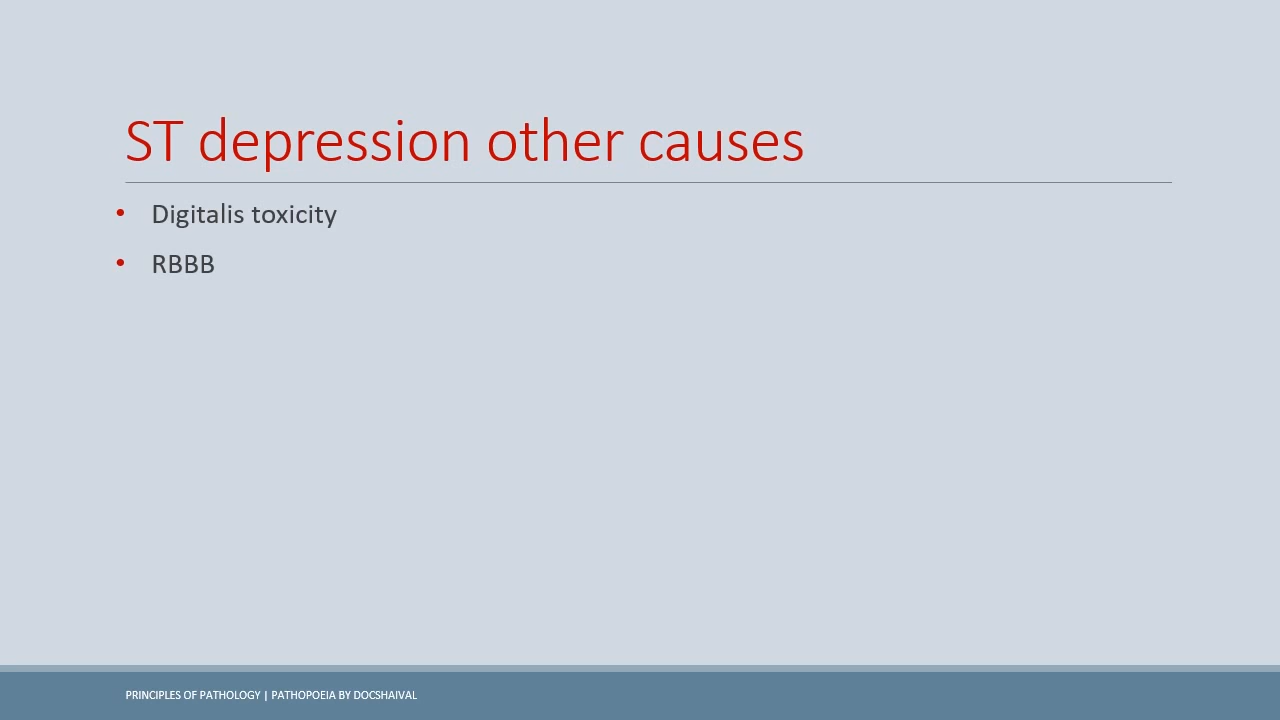 ST depression other causes
• Digitalis toxicity
• RBBB
PRINCIPLES OF PATHOLOGY | PATHOPOEIA BY DOCSHAIVAL